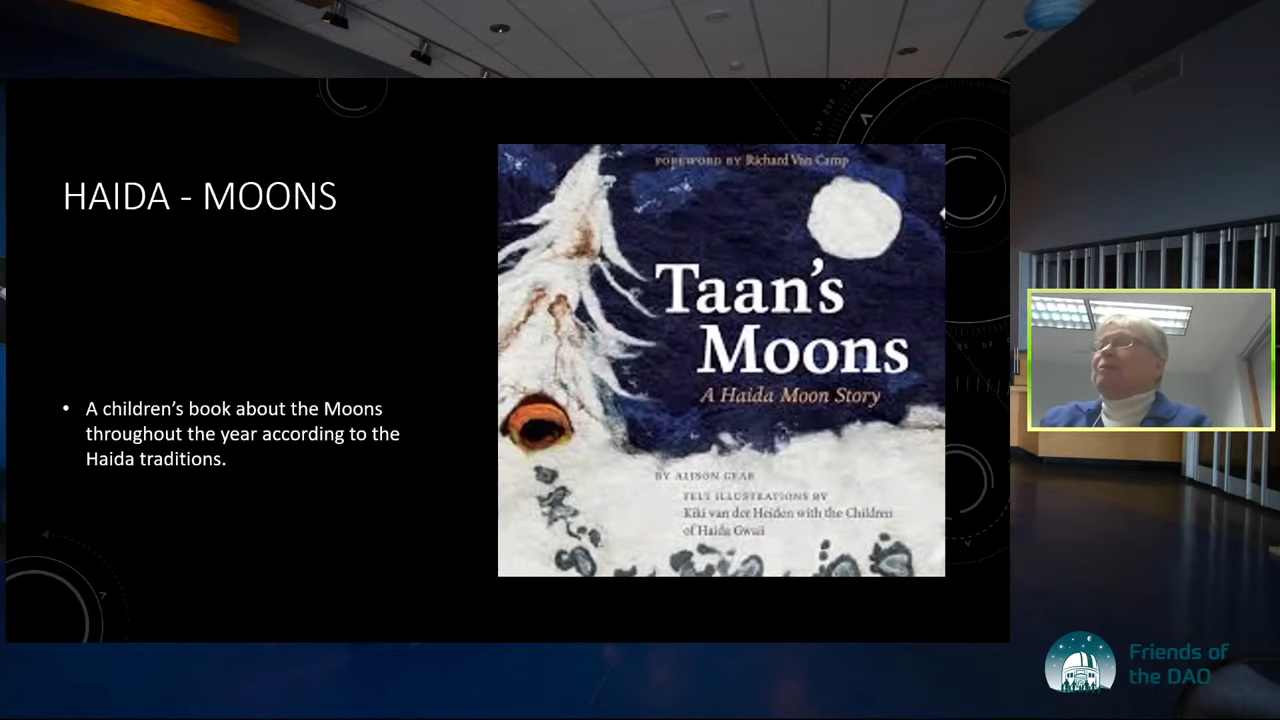 HAIDA - MOONS
• A children's book about the Moons
throughout the year according to the
Haida traditions.
FOREWORD BY Richard Van Camp
Taan's
Moons
A Haida Moon Story
BY ALISON GEAR
FELT ILLUSTRATIONS BY
Kiki van der Heiden with the Children
of Haida Gwaii
Friends of
the DAO